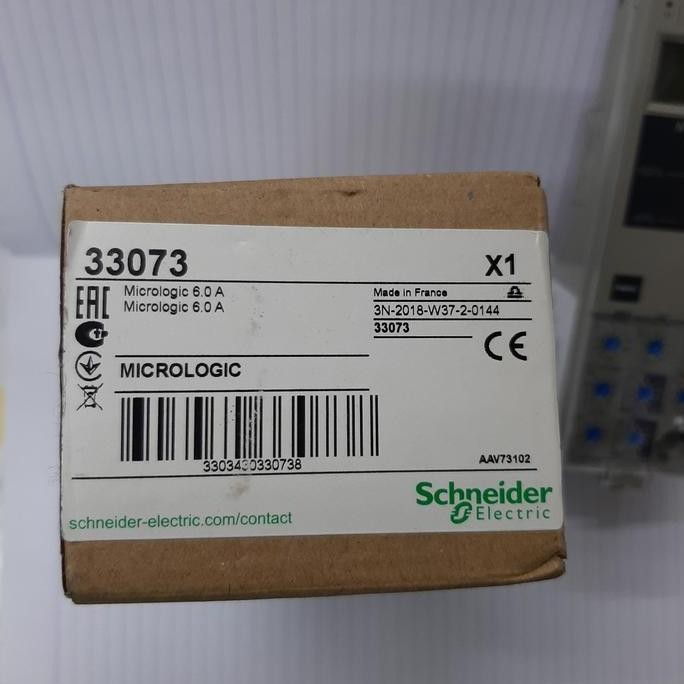 33073
X1
EAC
Micrologic 6.0 A
Micrologic 6.0 A
Made in France
3N-2018-W37-2-0144
33073
CE
MICROLOGIC
3303430330738
AAV73102
Schneider
Electric
schneider-electric.com/contact